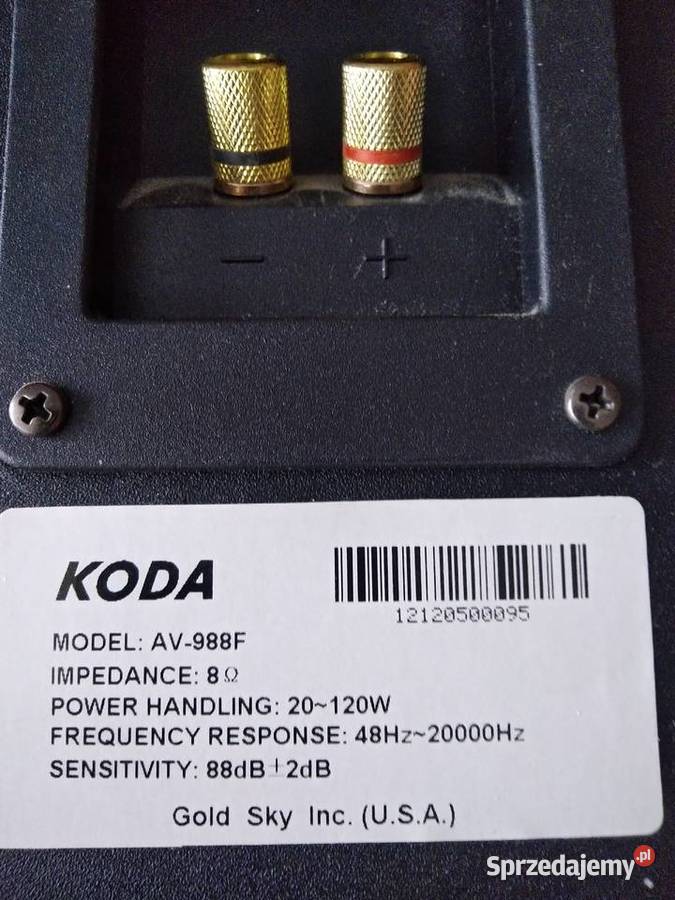 − +
KODA
12120500095
MODEL: AV-988F
IMPEDANCE: 8Ω
POWER HANDLING: 20~120W
FREQUENCY RESPONSE: 48Hz~20000Hz
SENSITIVITY: 88dB±2dB
Gold Sky Inc. (U.S.A.)
Sprzedajemy.pl